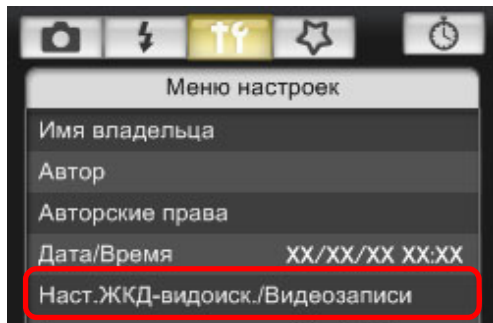 Меню настроек
Имя владельца
Автор
Авторские права
Дата/Время XX/XX/XX XX:XX
Наст.ЖКД-видоиск./Видеозаписи